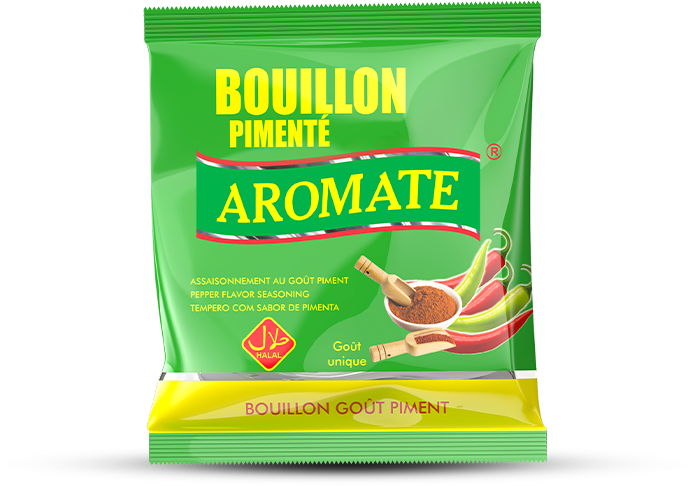 BOUILLON
PIMENTÉ
AROMATE®
ASSAISONNEMENT AU GOÛT PIMENT
PEPPER FLAVOR SEASONING
TEMPERO COM SABOR DE PIMENTA
حلال
HALAL
Goût
unique
BOUILLON GOÛT PIMENT